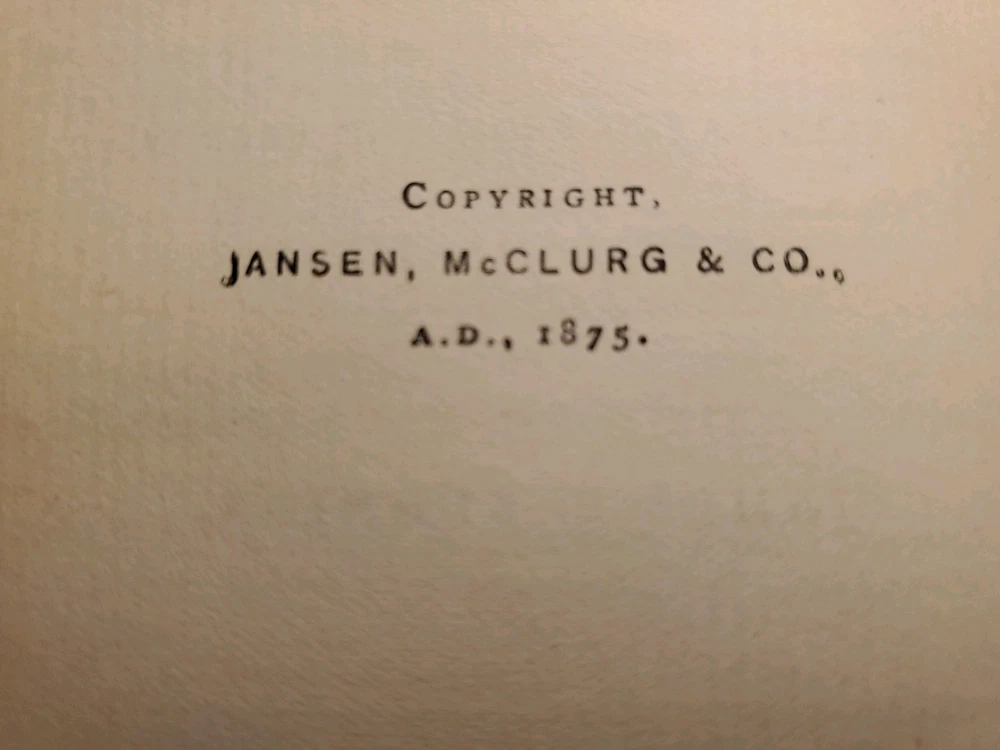 COPYRIGHT,
JANSEN, McCLURG & CO.,
A.D., 1875.